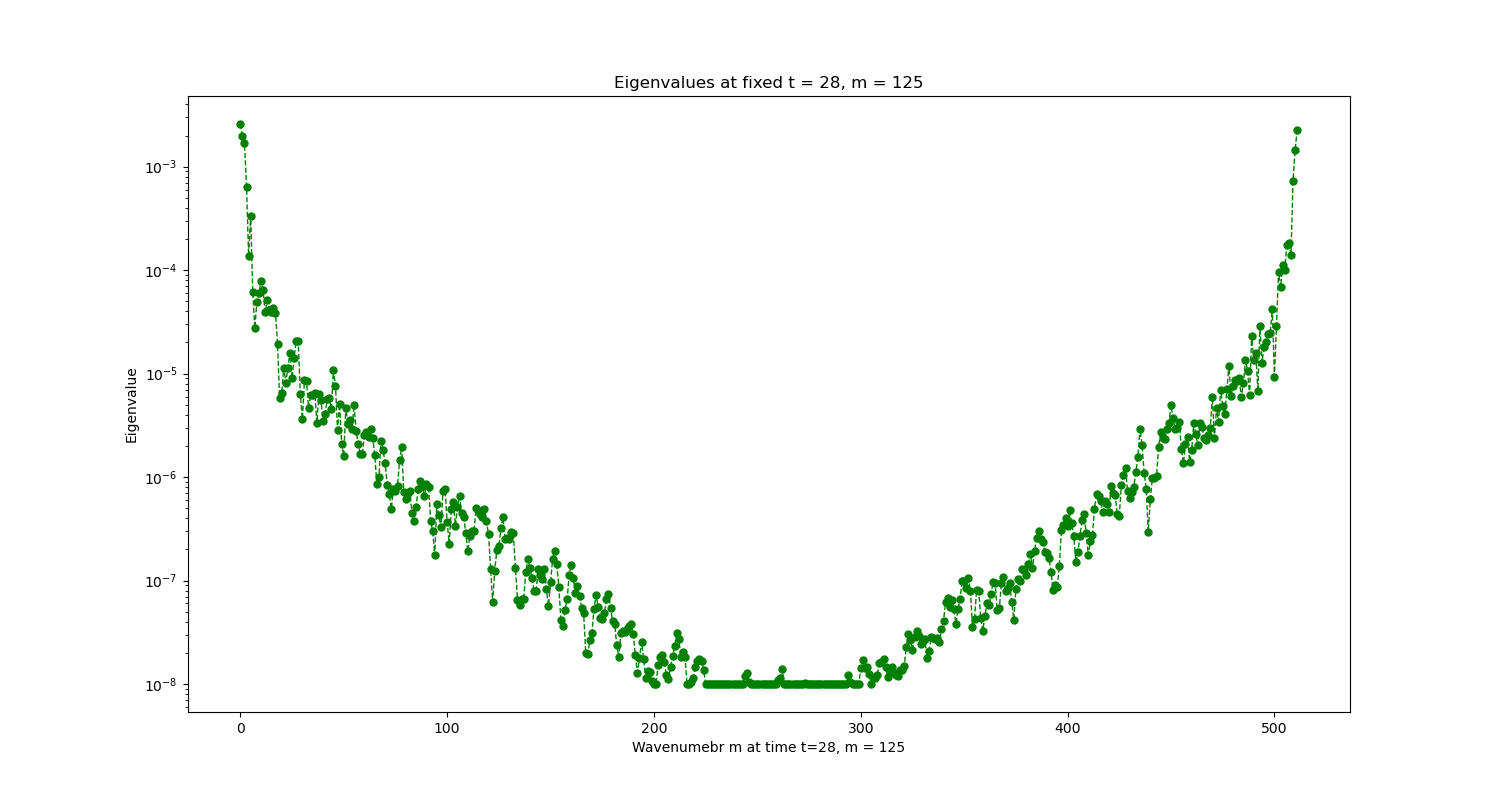 Eigenvalues at fixed t = 28, m = 125
Eigenvalue
10⁻³
10⁻⁴
10⁻⁵
10⁻⁶
10⁻⁷
10⁻⁸
0 100 200 300 400 500
Wavenumebr m at time t=28, m = 125